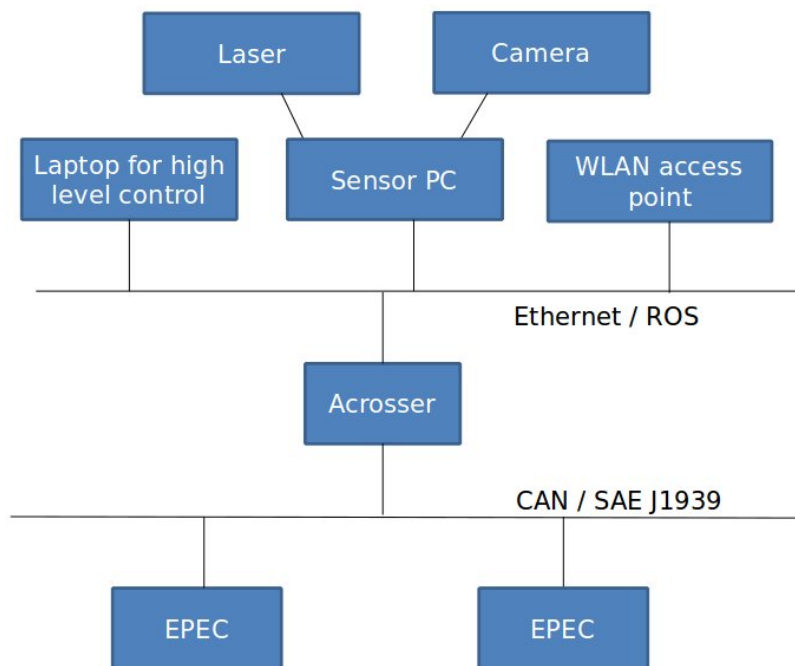 Laser
Camera
Laptop for high
level control
Sensor PC
WLAN access
point
Ethernet / ROS
Acrosser
CAN / SAE J1939
EPEC
EPEC